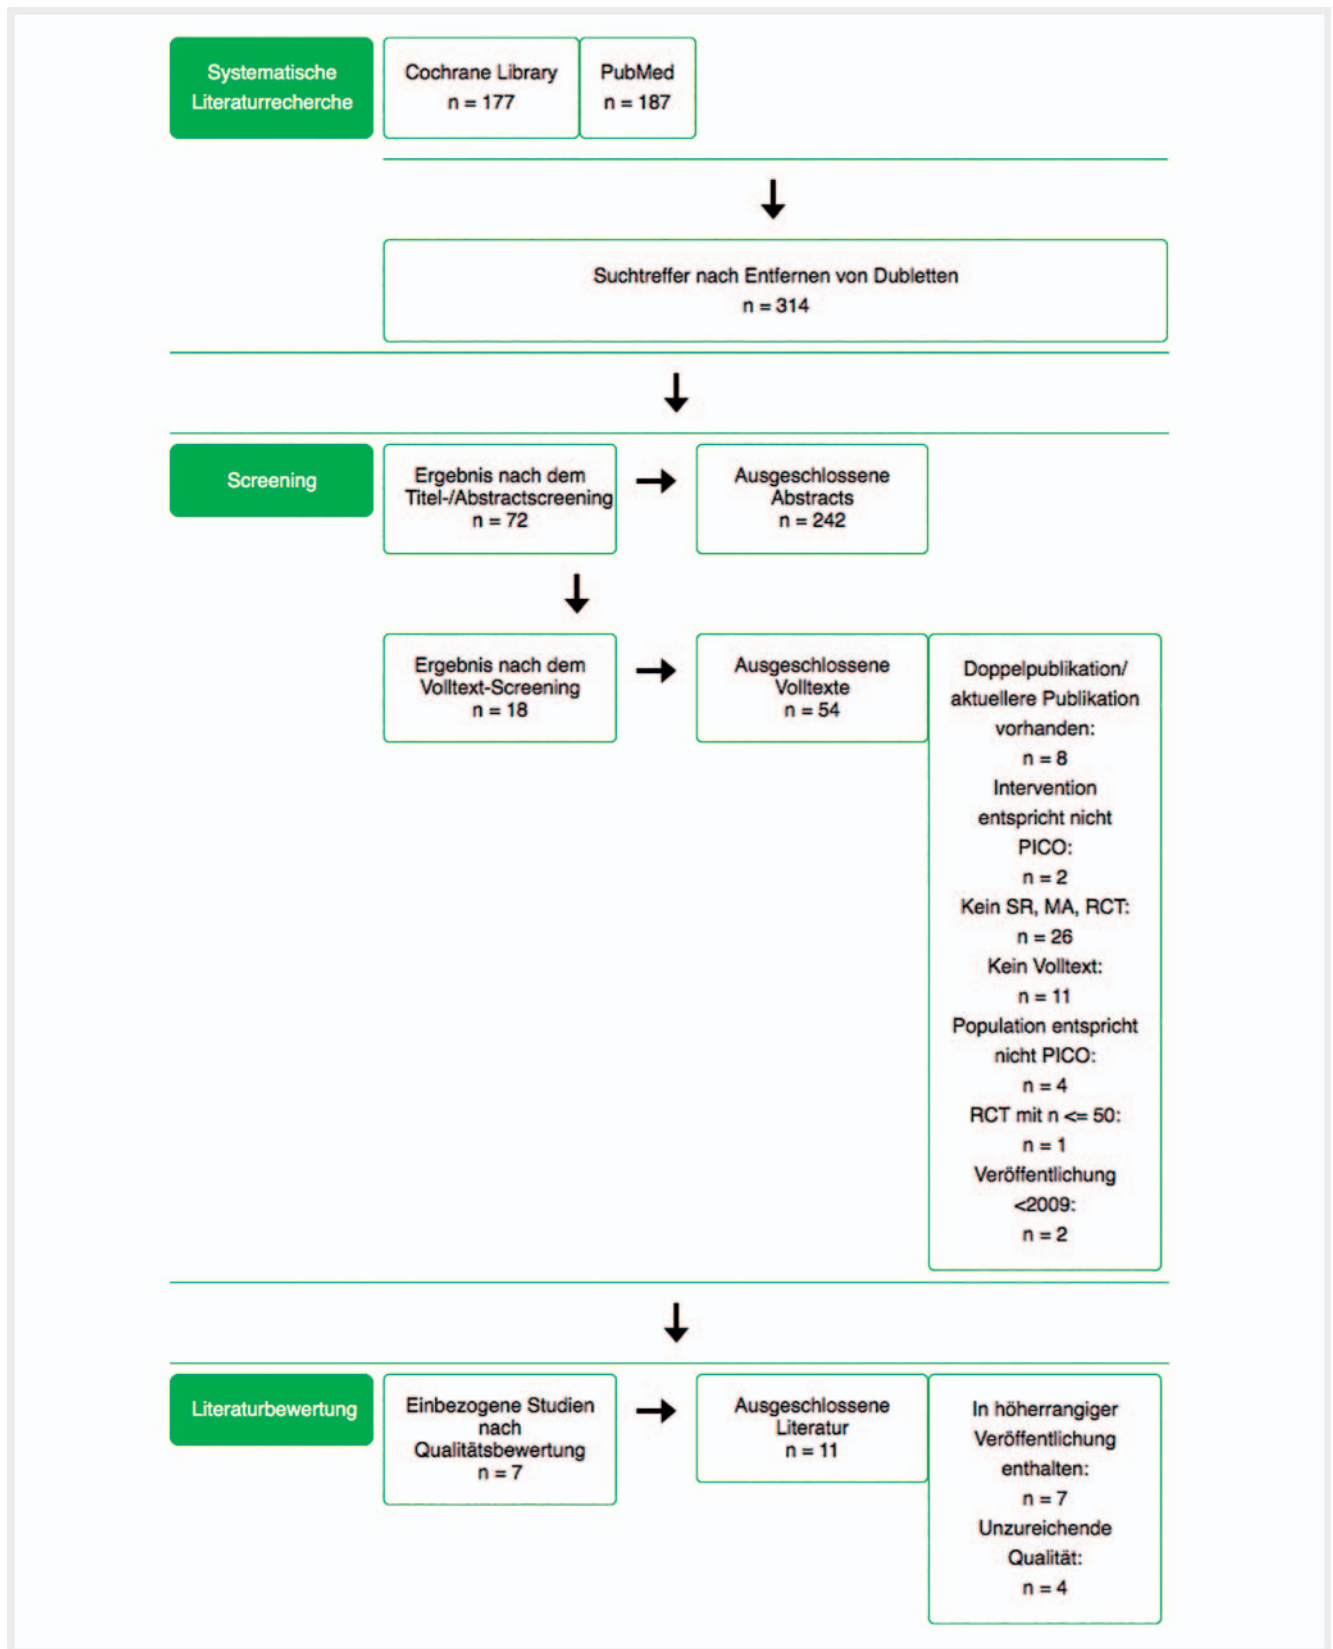 Systematische
Literaturrecherche
Cochrane Library
n = 177
PubMed
n = 187
Suchtreffer nach Entfernen von Dubletten
n = 314
Screening
Ergebnis nach dem
Titel-/Abstractscreening
n = 72
Ausgeschlossene
Abstracts
n = 242
Ergebnis nach dem
Volltext-Screening
n = 18
Ausgeschlossene
Volltexte
n = 54
Doppelpublikation/
aktuellere Publikation
vorhanden:
n = 8
Intervention
entspricht nicht
PICO:
n = 2
Kein SR, MA, RCT:
n = 26
Kein Volltext:
n = 11
Population entspricht
nicht PICO:
n = 4
RCT mit n <= 50:
n = 1
Veröffentlichung
<2009:
n = 2
Literaturbewertung
Einbezogene Studien
nach
Qualitätsbewertung
n = 7
Ausgeschlossene
Literatur
n = 11
In höherrangiger
Veröffentlichung
enthalten:
n = 7
Unzureichende
Qualität:
n = 4